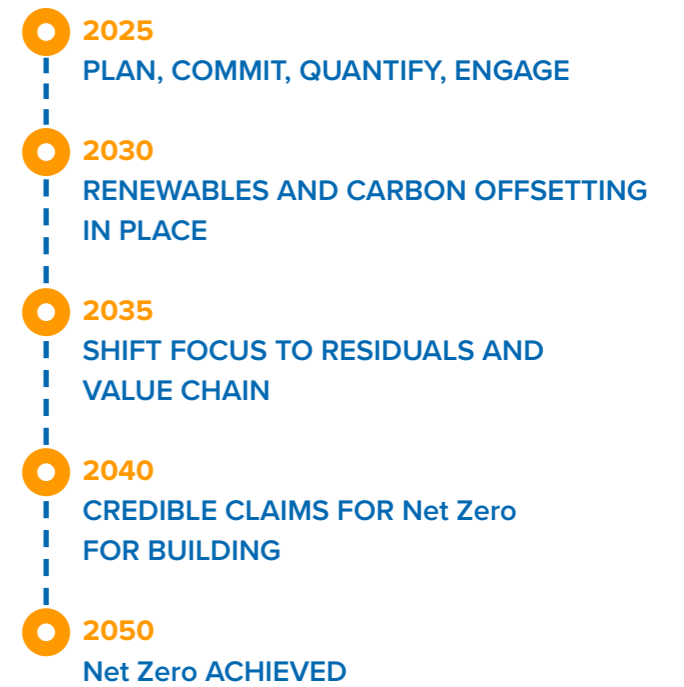 2025
PLAN, COMMIT, QUANTIFY, ENGAGE
2030
RENEWABLES AND CARBON OFFSETTING
IN PLACE
2035
SHIFT FOCUS TO RESIDUALS AND
VALUE CHAIN
2040
CREDIBLE CLAIMS FOR Net Zero
FOR BUILDING
2050
Net Zero ACHIEVED